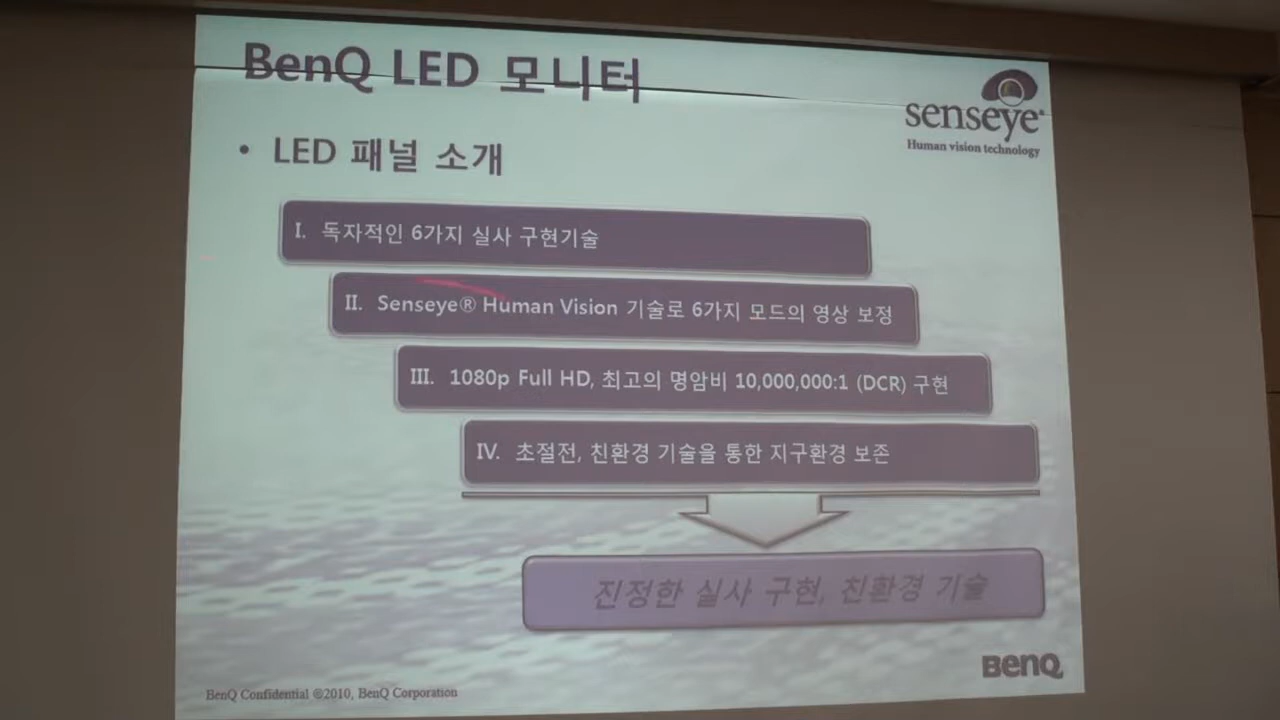 BenQ LED 모니터
senseye®
Human vision technology
• LED 패널 소개
I. 독자적인 6가지 실사 구현기술
II. Senseye® Human Vision 기술로 6가지 모드의 영상 보정
III. 1080p Full HD, 최고의 명암비 10,000,000:1 (DCR) 구현
IV. 초절전, 친환경 기술을 통한 지구환경 보존
진정한 실사 구현, 친환경 기술
BenQ
BenQ Confidential ©2010, BenQ Corporation